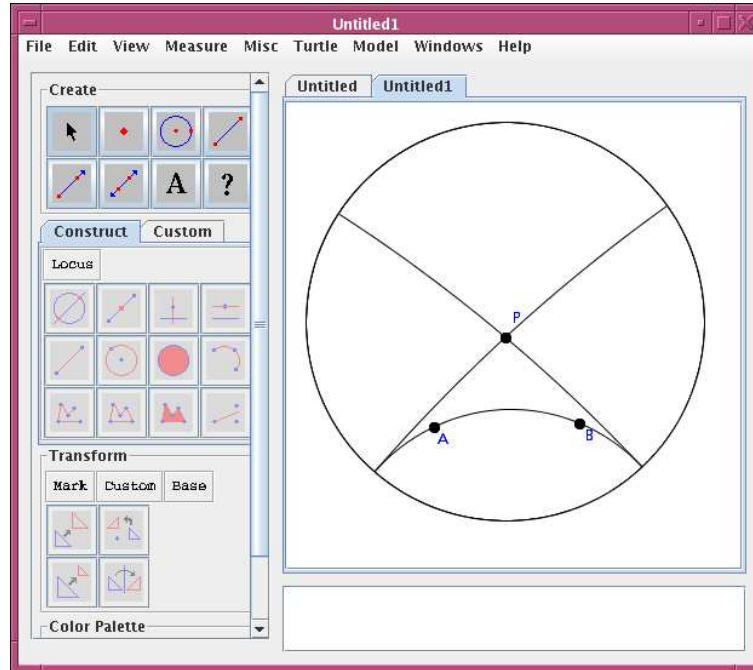 Untitled1
File Edit View Measure Misc Turtle Model Windows Help
Create
A ?
Construct Custom
Locus
Transform
Mark Custom Base
Color Palette
Untitled Untitled1
P
A
B